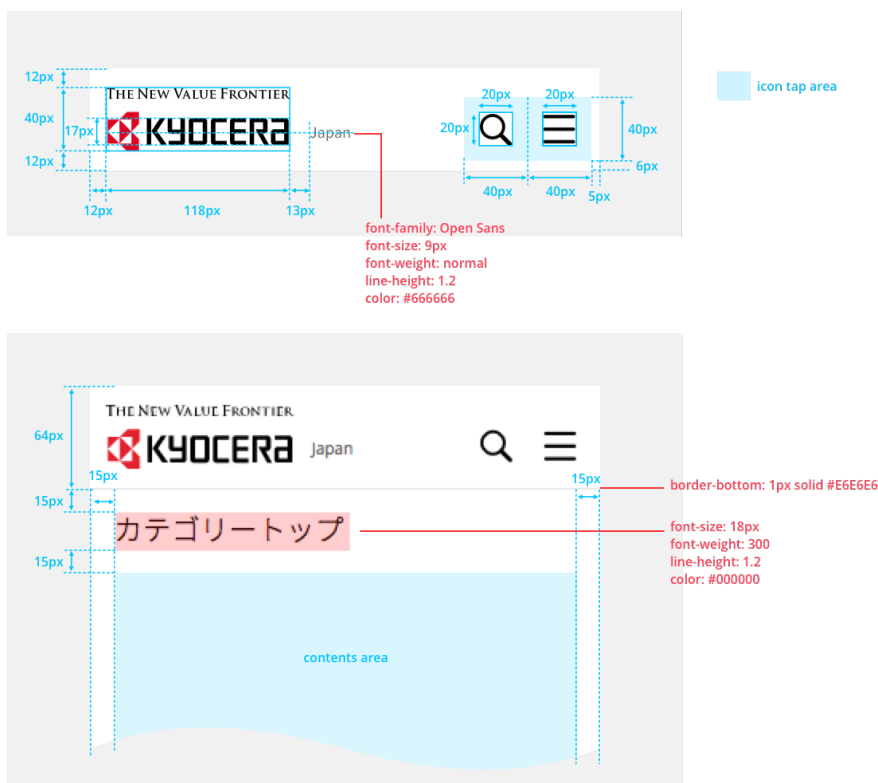 12px
THE NEW VALUE FRONTIER
40px
17px
KYOCERA
Japan
12px
12px
118px
13px
20px
20px
20px
40px
6px
40px
40px
5px
icon tap area
font-family: Open Sans
font-size: 9px
font-weight: normal
line-height: 1.2
color: #666666
THE NEW VALUE FRONTIER
64px
KYOCERA
Japan
15px
15px
15px
border-bottom: 1px solid #E6E6E6
カテゴリートップ
font-size: 18px
font-weight: 300
line-height: 1.2
color: #000000
15px
contents area